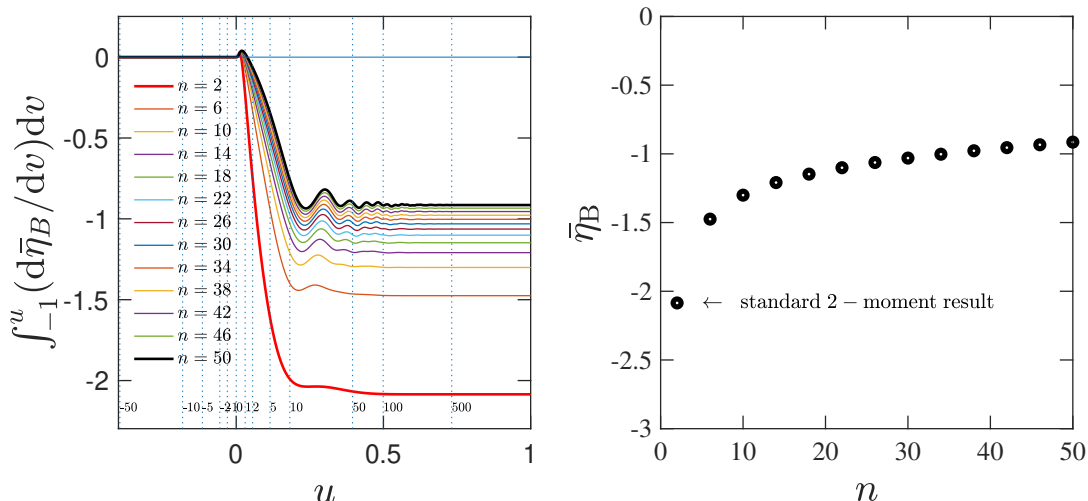 0
-0.5
-1
-1.5
-2
∫₋₁ᵘ(dη̄_B/dv)dv
n = 2
n = 6
n = 10
n = 14
n = 18
n = 22
n = 26
n = 30
n = 34
n = 38
n = 42
n = 46
n = 50
-50 -10 -5 -2 -1 0 1 2 5 10 50 100 500
0 0.5 1
u
0
-0.5
-1
-1.5
-2
-2.5
-3
η̄_B
← standard 2 − moment result
10 20 30 40 50
n